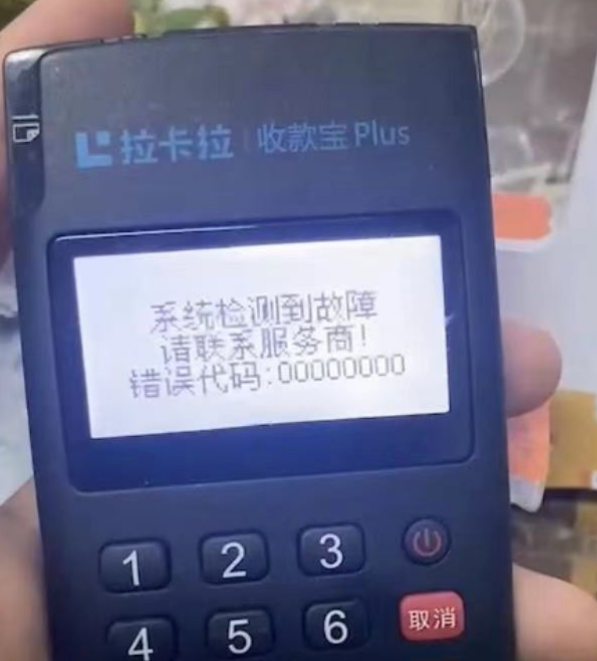 拉卡拉 | 收款宝 Plus
系统检测到故障
请联系服务商!
错误代码:00000000
1 2 3
4 5 6 取消